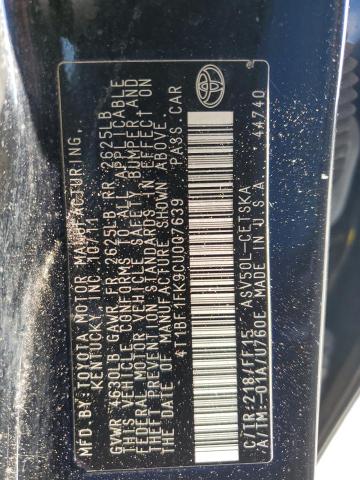 MFD.BY: TOYOTA MOTOR MANUFACTURING,
KENTUCKY, INC. 10/11
GVWR 4630LB GAWR FR 2625LB RR 2625LB
THIS VEHICLE CONFORMS TO ALL APPLICABLE
FEDERAL MOTOR VEHICLE SAFETY, BUMPER AND
THEFT PREVENTION STANDARDS IN EFFECT ON
THE DATE OF MANUFACTURE SHOWN ABOVE.
4T1BF1FK9CU007639 PASS CAR
C/TR: 218/FF15 ASV50L-CETSKA
A/TM: -01A/U760E MADE IN U.S.A. 4K740